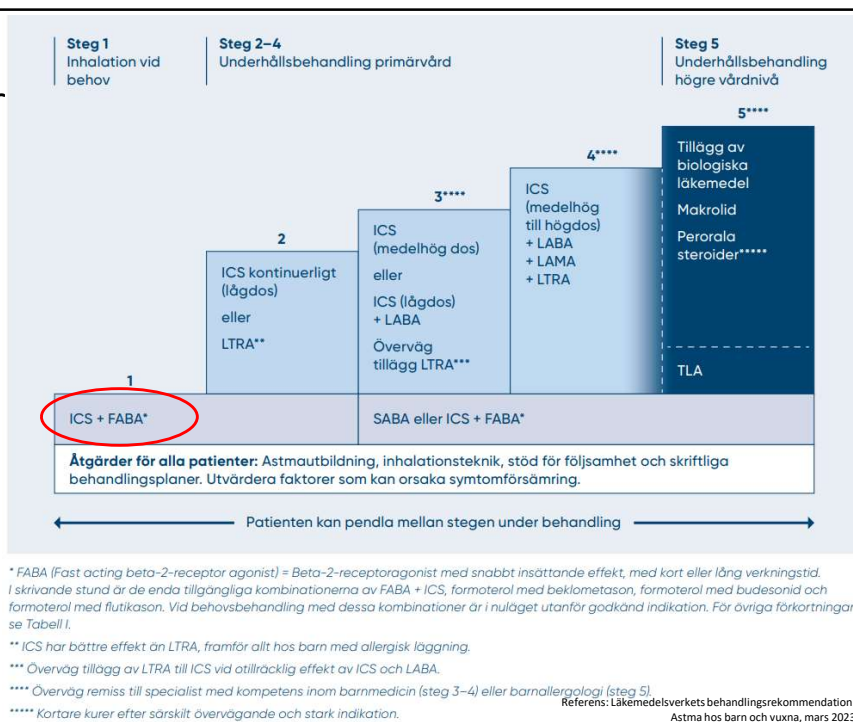 Steg 1
Inhalation vid
behov
Steg 2–4
Underhållsbehandling primärvård
Steg 5
Underhållsbehandling
högre vårdnivå
1
ICS + FABA*
2
ICS kontinuerligt
(lågdos)
eller
LTRA**
3****
ICS
(medelhög dos)
eller
ICS (lågdos)
+ LABA
Överväg
tillägg LTRA***
4****
ICS
(medelhög
till högdos)
+ LABA
+ LAMA
+ LTRA
5****
Tillägg av
biologiska
läkemedel
Makrolid
Perorala
steroider*****
TLA
SABA eller ICS + FABA*
Åtgärder för alla patienter: Astmautbildning, inhalationsteknik, stöd för följsamhet och skriftliga
behandlingsplaner. Utvärdera faktorer som kan orsaka symtomförsämring.
Patienten kan pendla mellan stegen under behandling
* FABA (Fast acting beta-2-receptor agonist) = Beta-2-receptoragonist med snabbt insättande effekt, med kort eller lång verkningstid.
I skrivande stund är de enda tillgängliga kombinationerna av FABA + ICS, formoterol med beklometason, formoterol med budesonid och
formoterol med flutikason. Vid behovsbehandling med dessa kombinationer är i nuläget utanför godkänd indikation. För övriga förkortningar
se Tabell I.
** ICS har bättre effekt än LTRA, framför allt hos barn med allergisk läggning.
*** Överväg tillägg av LTRA till ICS vid otillräcklig effekt av ICS och LABA.
**** Överväg remiss till specialist med kompetens inom barnmedicin (steg 3–4) eller barnallergologi (steg 5).
***** Kortare kurer efter särskilt övervägande och stark indikation.
Referens: Läkemedelsverkets behandlingsrekommendation
Astma hos barn och vuxna, mars 2023